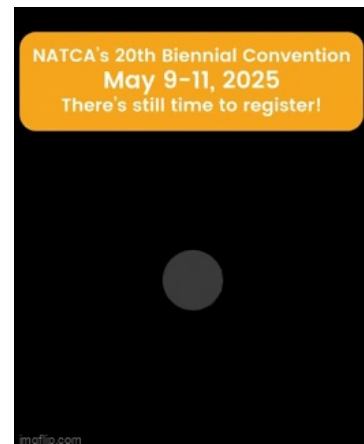 NATCA's 20th Biennial Convention
May 9-11, 2025
There's still time to register!
imgflip.com